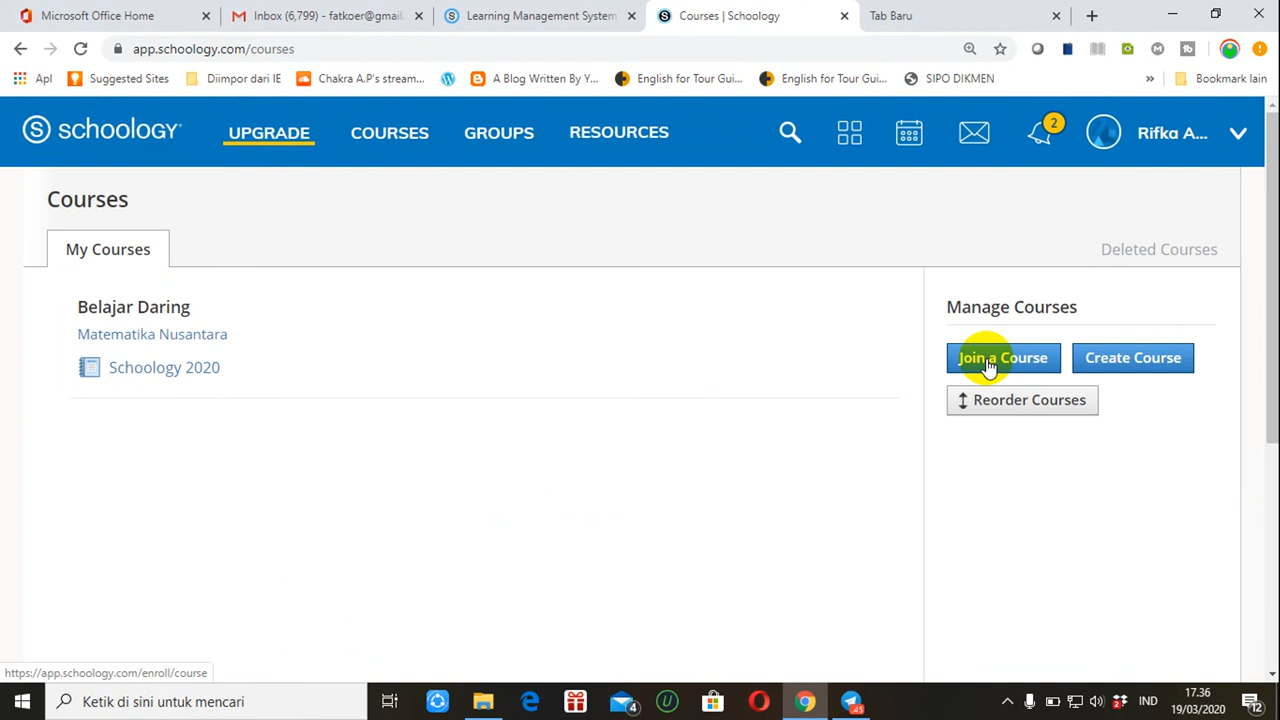 Microsoft Office Home
Inbox (6,799) - fatkoer@gmail.
Learning Management System
Courses | Schoology
Tab Baru
app.schoology.com/courses
Apl
Suggested Sites
Diimpor dari IE
Chakra A.P's stream...
A Blog Written By Y...
English for Tour Gui...
English for Tour Gui...
SIPO DIKMEN
»
Bookmark lain
S schoology
UPGRADE
COURSES
GROUPS
RESOURCES
2
Rifka A...
Courses
My Courses
Deleted Courses
Belajar Daring
Matematika Nusantara
Schoology 2020
Manage Courses
Join a Course
Create Course
Reorder Courses
https://app.schoology.com/enroll/course
Ketik di sini untuk mencari
4
45
IND
17.36
19/03/2020
12